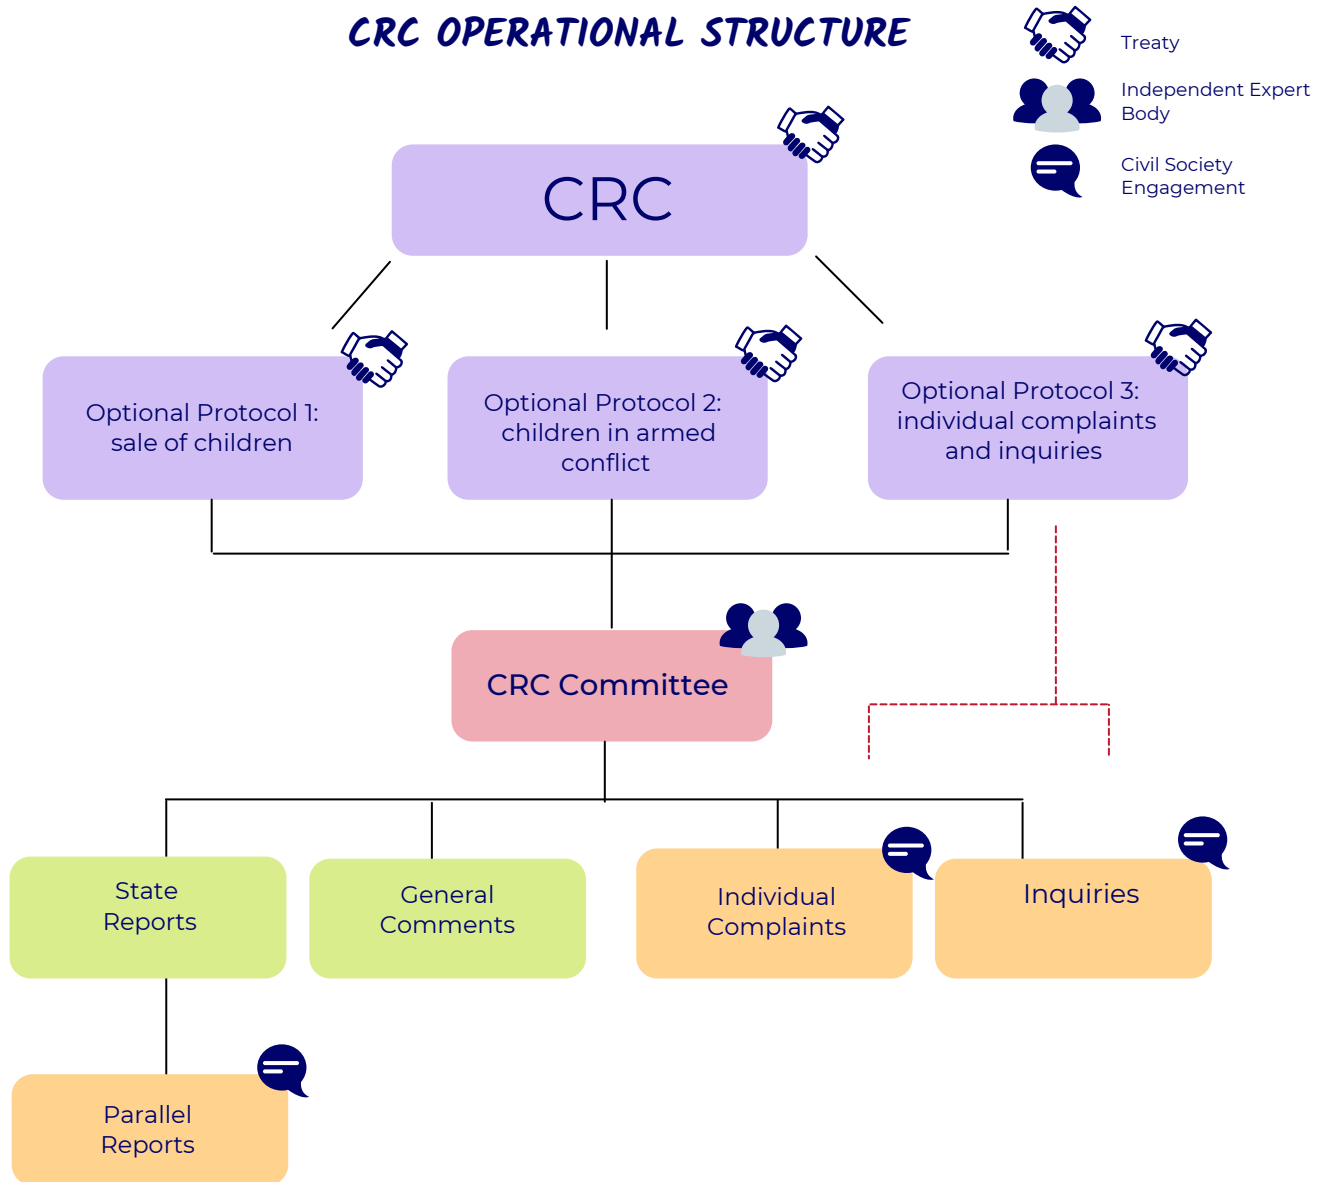 CRC OPERATIONAL STRUCTURE
Treaty
Independent Expert
Body
Civil Society
Engagement
CRC
Optional Protocol 1:
sale of children
Optional Protocol 2:
children in armed
conflict
Optional Protocol 3:
individual complaints
and inquiries
CRC Committee
State
Reports
General
Comments
Individual
Complaints
Inquiries
Parallel
Reports